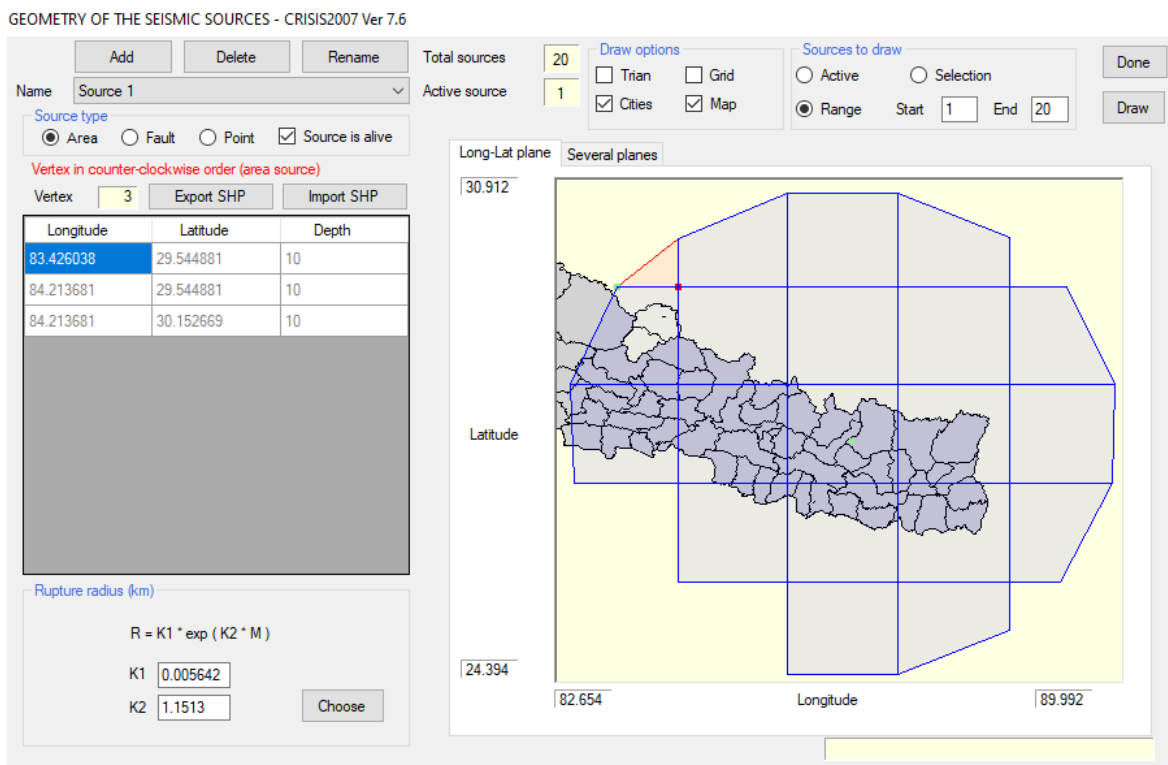 GEOMETRY OF THE SEISMIC SOURCES - CRISIS2007 Ver 7.6
Add Delete Rename
Name Source 1
Source type
Area Fault Point Source is alive
Vertex in counter-clockwise order (area source)
Vertex 3 Export SHP Import SHP
Longitude Latitude Depth
83.426038 29.544881 10
84.213681 29.544881 10
84.213681 30.152669 10
Rupture radius (km)
R = K1 * exp ( K2 * M )
K1 0.005642
K2 1.1513
Choose
Total sources 20
Active source 1
Draw options
Trian Grid
Cities Map
Sources to draw
Active Selection
Range Start 1 End 20
Done
Draw
Long-Lat plane Several planes
30.912
Latitude
24.394
82.654 Longitude 89.992